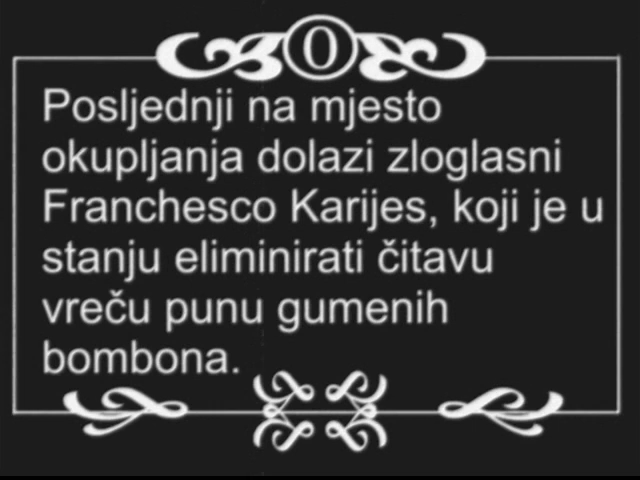 O
Posljednji na mjesto
okupljanja dolazi zloglasni
Franchesco Karijes, koji je u
stanju eliminirati čitavu
vreču punu gumenih
bombona.